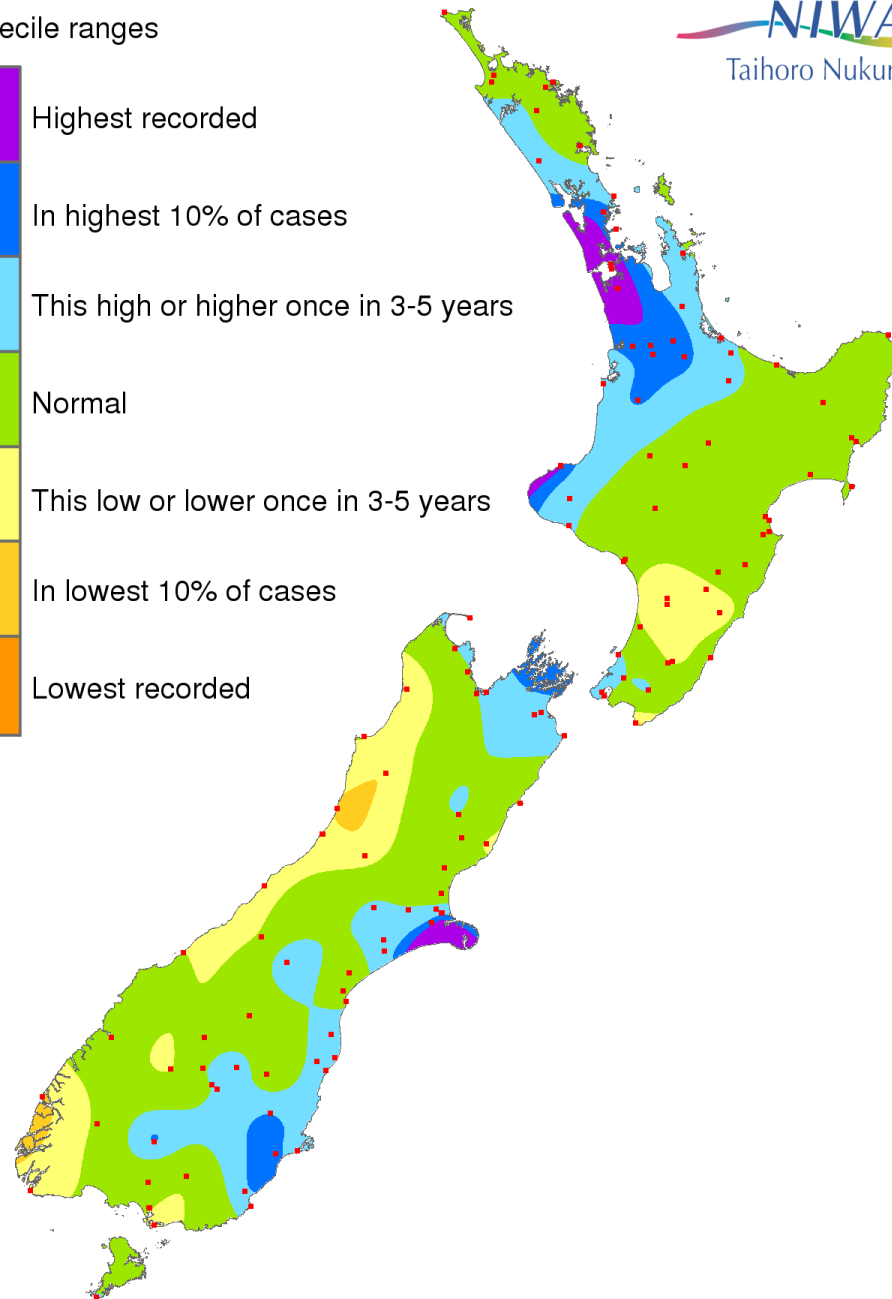 ecile ranges
NIWA
Taihoro Nukur
Highest recorded
In highest 10% of cases
This high or higher once in 3-5 years
Normal
This low or lower once in 3-5 years
In lowest 10% of cases
Lowest recorded